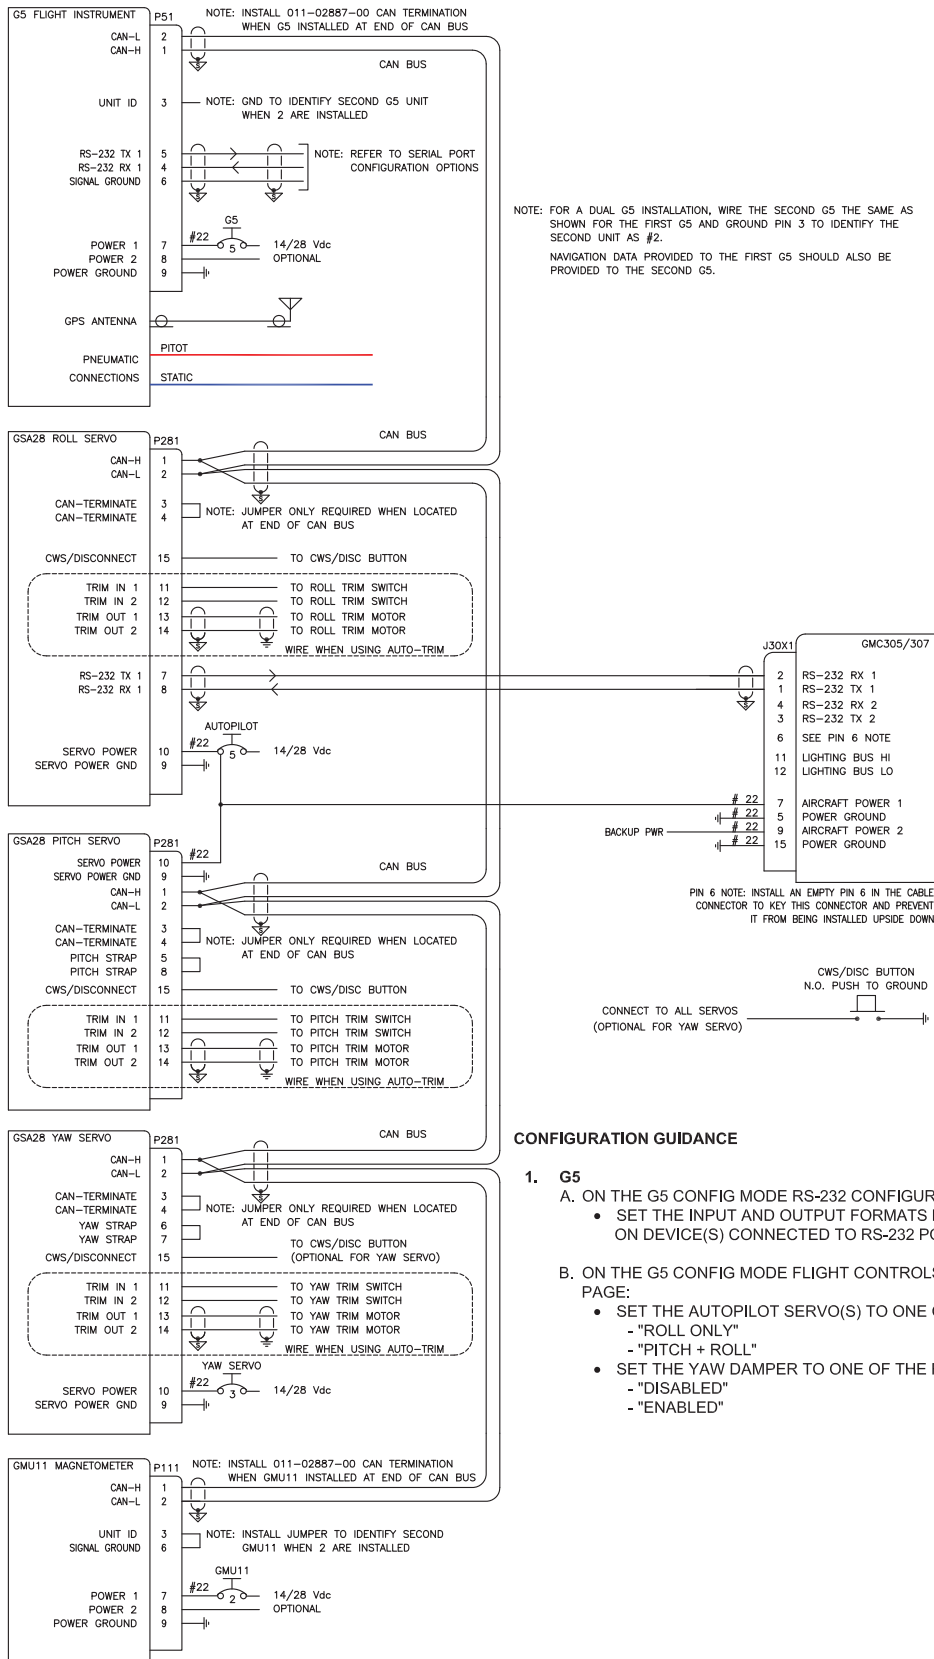 G5 FLIGHT INSTRUMENT
P51
NOTE: INSTALL 011-02887-00 CAN TERMINATION
WHEN G5 INSTALLED AT END OF CAN BUS
CAN-L 2
CAN-H 1
CAN BUS
UNIT ID 3
NOTE: GND TO IDENTIFY SECOND G5 UNIT
WHEN 2 ARE INSTALLED
RS-232 TX 1 5
RS-232 RX 1 4
SIGNAL GROUND 6
NOTE: REFER TO SERIAL PORT
CONFIGURATION OPTIONS
G5
POWER 1 7 #22 5 14/28 Vdc
POWER 2 8 OPTIONAL
POWER GROUND 9
GPS ANTENNA
PNEUMATIC
CONNECTIONS
PITOT
STATIC
NOTE: FOR A DUAL G5 INSTALLATION, WIRE THE SECOND G5 THE SAME AS
SHOWN FOR THE FIRST G5 AND GROUND PIN 3 TO IDENTIFY THE
SECOND UNIT AS #2.
NAVIGATION DATA PROVIDED TO THE FIRST G5 SHOULD ALSO BE
PROVIDED TO THE SECOND G5.
GSA28 ROLL SERVO
P281
CAN BUS
CAN-H 1
CAN-L 2
CAN-TERMINATE 3
CAN-TERMINATE 4
NOTE: JUMPER ONLY REQUIRED WHEN LOCATED
AT END OF CAN BUS
CWS/DISCONNECT 15 TO CWS/DISC BUTTON
TRIM IN 1 11 TO ROLL TRIM SWITCH
TRIM IN 2 12 TO ROLL TRIM SWITCH
TRIM OUT 1 13 TO ROLL TRIM MOTOR
TRIM OUT 2 14 TO ROLL TRIM MOTOR
WIRE WHEN USING AUTO-TRIM
RS-232 TX 1 7
RS-232 RX 1 8
AUTOPILOT
SERVO POWER 10 #22 5 14/28 Vdc
SERVO POWER GND 9
J30X1
GMC305/307
2 RS-232 RX 1
1 RS-232 TX 1
4 RS-232 RX 2
3 RS-232 TX 2
6 SEE PIN 6 NOTE
11 LIGHTING BUS HI
12 LIGHTING BUS LO
# 22 7 AIRCRAFT POWER 1
# 22 5 POWER GROUND
BACKUP PWR # 22 9 AIRCRAFT POWER 2
# 22 15 POWER GROUND
PIN 6 NOTE: INSTALL AN EMPTY PIN 6 IN THE CABLE
CONNECTOR TO KEY THIS CONNECTOR AND PREVENT
IT FROM BEING INSTALLED UPSIDE DOWN
GSA28 PITCH SERVO
P281
CAN BUS
SERVO POWER 10 #22
SERVO POWER GND 9
CAN-H 1
CAN-L 2
CAN-TERMINATE 3
CAN-TERMINATE 4
NOTE: JUMPER ONLY REQUIRED WHEN LOCATED
AT END OF CAN BUS
PITCH STRAP 5
PITCH STRAP 8
CWS/DISCONNECT 15 TO CWS/DISC BUTTON
TRIM IN 1 11 TO PITCH TRIM SWITCH
TRIM IN 2 12 TO PITCH TRIM SWITCH
TRIM OUT 1 13 TO PITCH TRIM MOTOR
TRIM OUT 2 14 TO PITCH TRIM MOTOR
WIRE WHEN USING AUTO-TRIM
CWS/DISC BUTTON
N.O. PUSH TO GROUND
CONNECT TO ALL SERVOS
(OPTIONAL FOR YAW SERVO)
GSA28 YAW SERVO
P281
CAN BUS
CAN-H 1
CAN-L 2
CAN-TERMINATE 3
CAN-TERMINATE 4
NOTE: JUMPER ONLY REQUIRED WHEN LOCATED
AT END OF CAN BUS
YAW STRAP 6
YAW STRAP 7
CWS/DISCONNECT 15
TO CWS/DISC BUTTON
(OPTIONAL FOR YAW SERVO)
TRIM IN 1 11 TO YAW TRIM SWITCH
TRIM IN 2 12 TO YAW TRIM SWITCH
TRIM OUT 1 13 TO YAW TRIM MOTOR
TRIM OUT 2 14 TO YAW TRIM MOTOR
WIRE WHEN USING AUTO-TRIM
YAW SERVO
SERVO POWER 10 #22 3 14/28 Vdc
SERVO POWER GND 9
CONFIGURATION GUIDANCE
1. G5
A. ON THE G5 CONFIG MODE RS-232 CONFIGUR
• SET THE INPUT AND OUTPUT FORMATS
ON DEVICE(S) CONNECTED TO RS-232 PO
B. ON THE G5 CONFIG MODE FLIGHT CONTROLS
PAGE:
• SET THE AUTOPILOT SERVO(S) TO ONE
- "ROLL ONLY"
- "PITCH + ROLL"
• SET THE YAW DAMPER TO ONE OF THE
- "DISABLED"
- "ENABLED"
GMU11 MAGNETOMETER
P111
NOTE: INSTALL 011-02887-00 CAN TERMINATION
WHEN GMU11 INSTALLED AT END OF CAN BUS
CAN-H 1
CAN-L 2
UNIT ID 3
SIGNAL GROUND 6
NOTE: INSTALL JUMPER TO IDENTIFY SECOND
GMU11 WHEN 2 ARE INSTALLED
GMU11
POWER 1 7 #22 2 14/28 Vdc
POWER 2 8 OPTIONAL
POWER GROUND 9